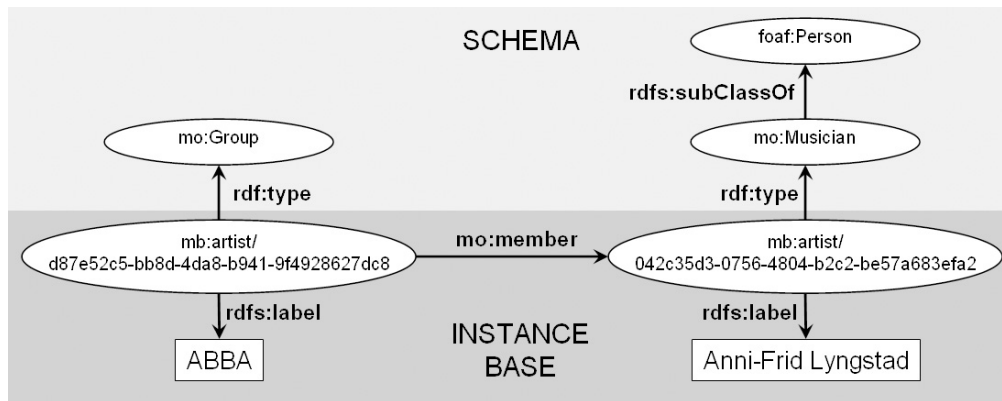 SCHEMA
foaf:Person
rdfs:subClassOf
mo:Group
mo:Musician
rdf:type
rdf:type
mb:artist/
d87e52c5-bb8d-4da8-b941-9f4928627dc8
mo:member
mb:artist/
042c35d3-0756-4804-b2c2-be57a683efa2
rdfs:label
rdfs:label
INSTANCE
BASE
ABBA
Anni-Frid Lyngstad